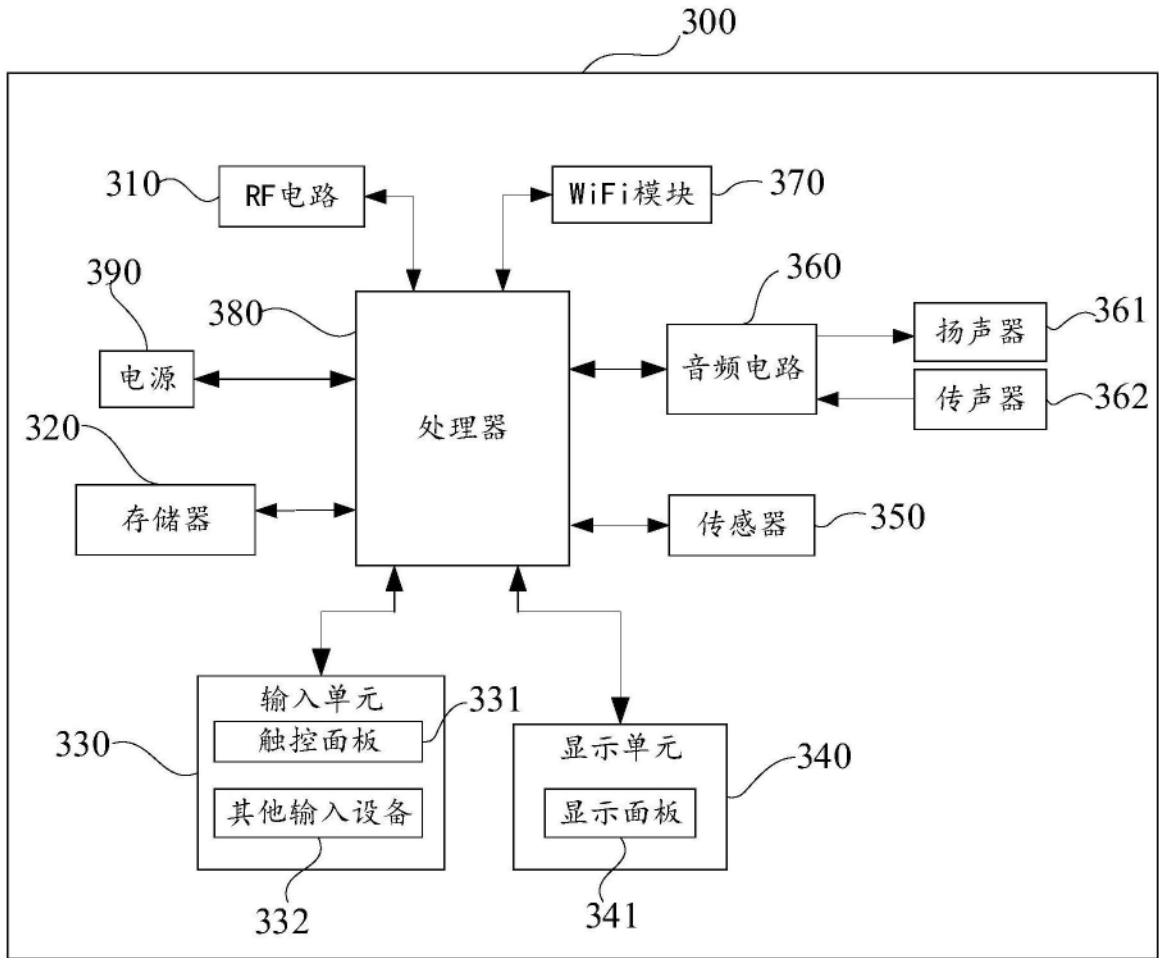 300
310
RF电路
WiFi模块
370
390
380
360
电源
处理器
音频电路
扬声器
361
传声器
362
320
存储器
传感器
350
输入单元
331
330
触控面板
其他输入设备
332
显示单元
340
显示面板
341